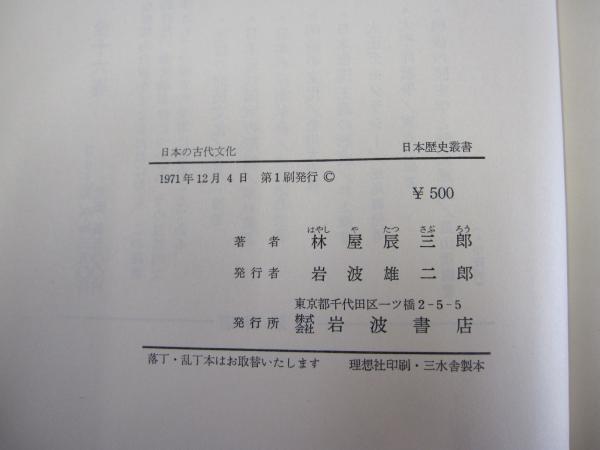 日本の古代文化 日本歴史叢書
1971年12月4日 第1刷発行 ©
¥500
はやし や たつ さぶ ろう
著者 林屋辰三郎
発行者 岩波雄二郎
東京都千代田区一ツ橋2-5-5
発行所 株式会社 岩波書店
落丁・乱丁本はお取替いたします 理想社印刷・三水舎製本